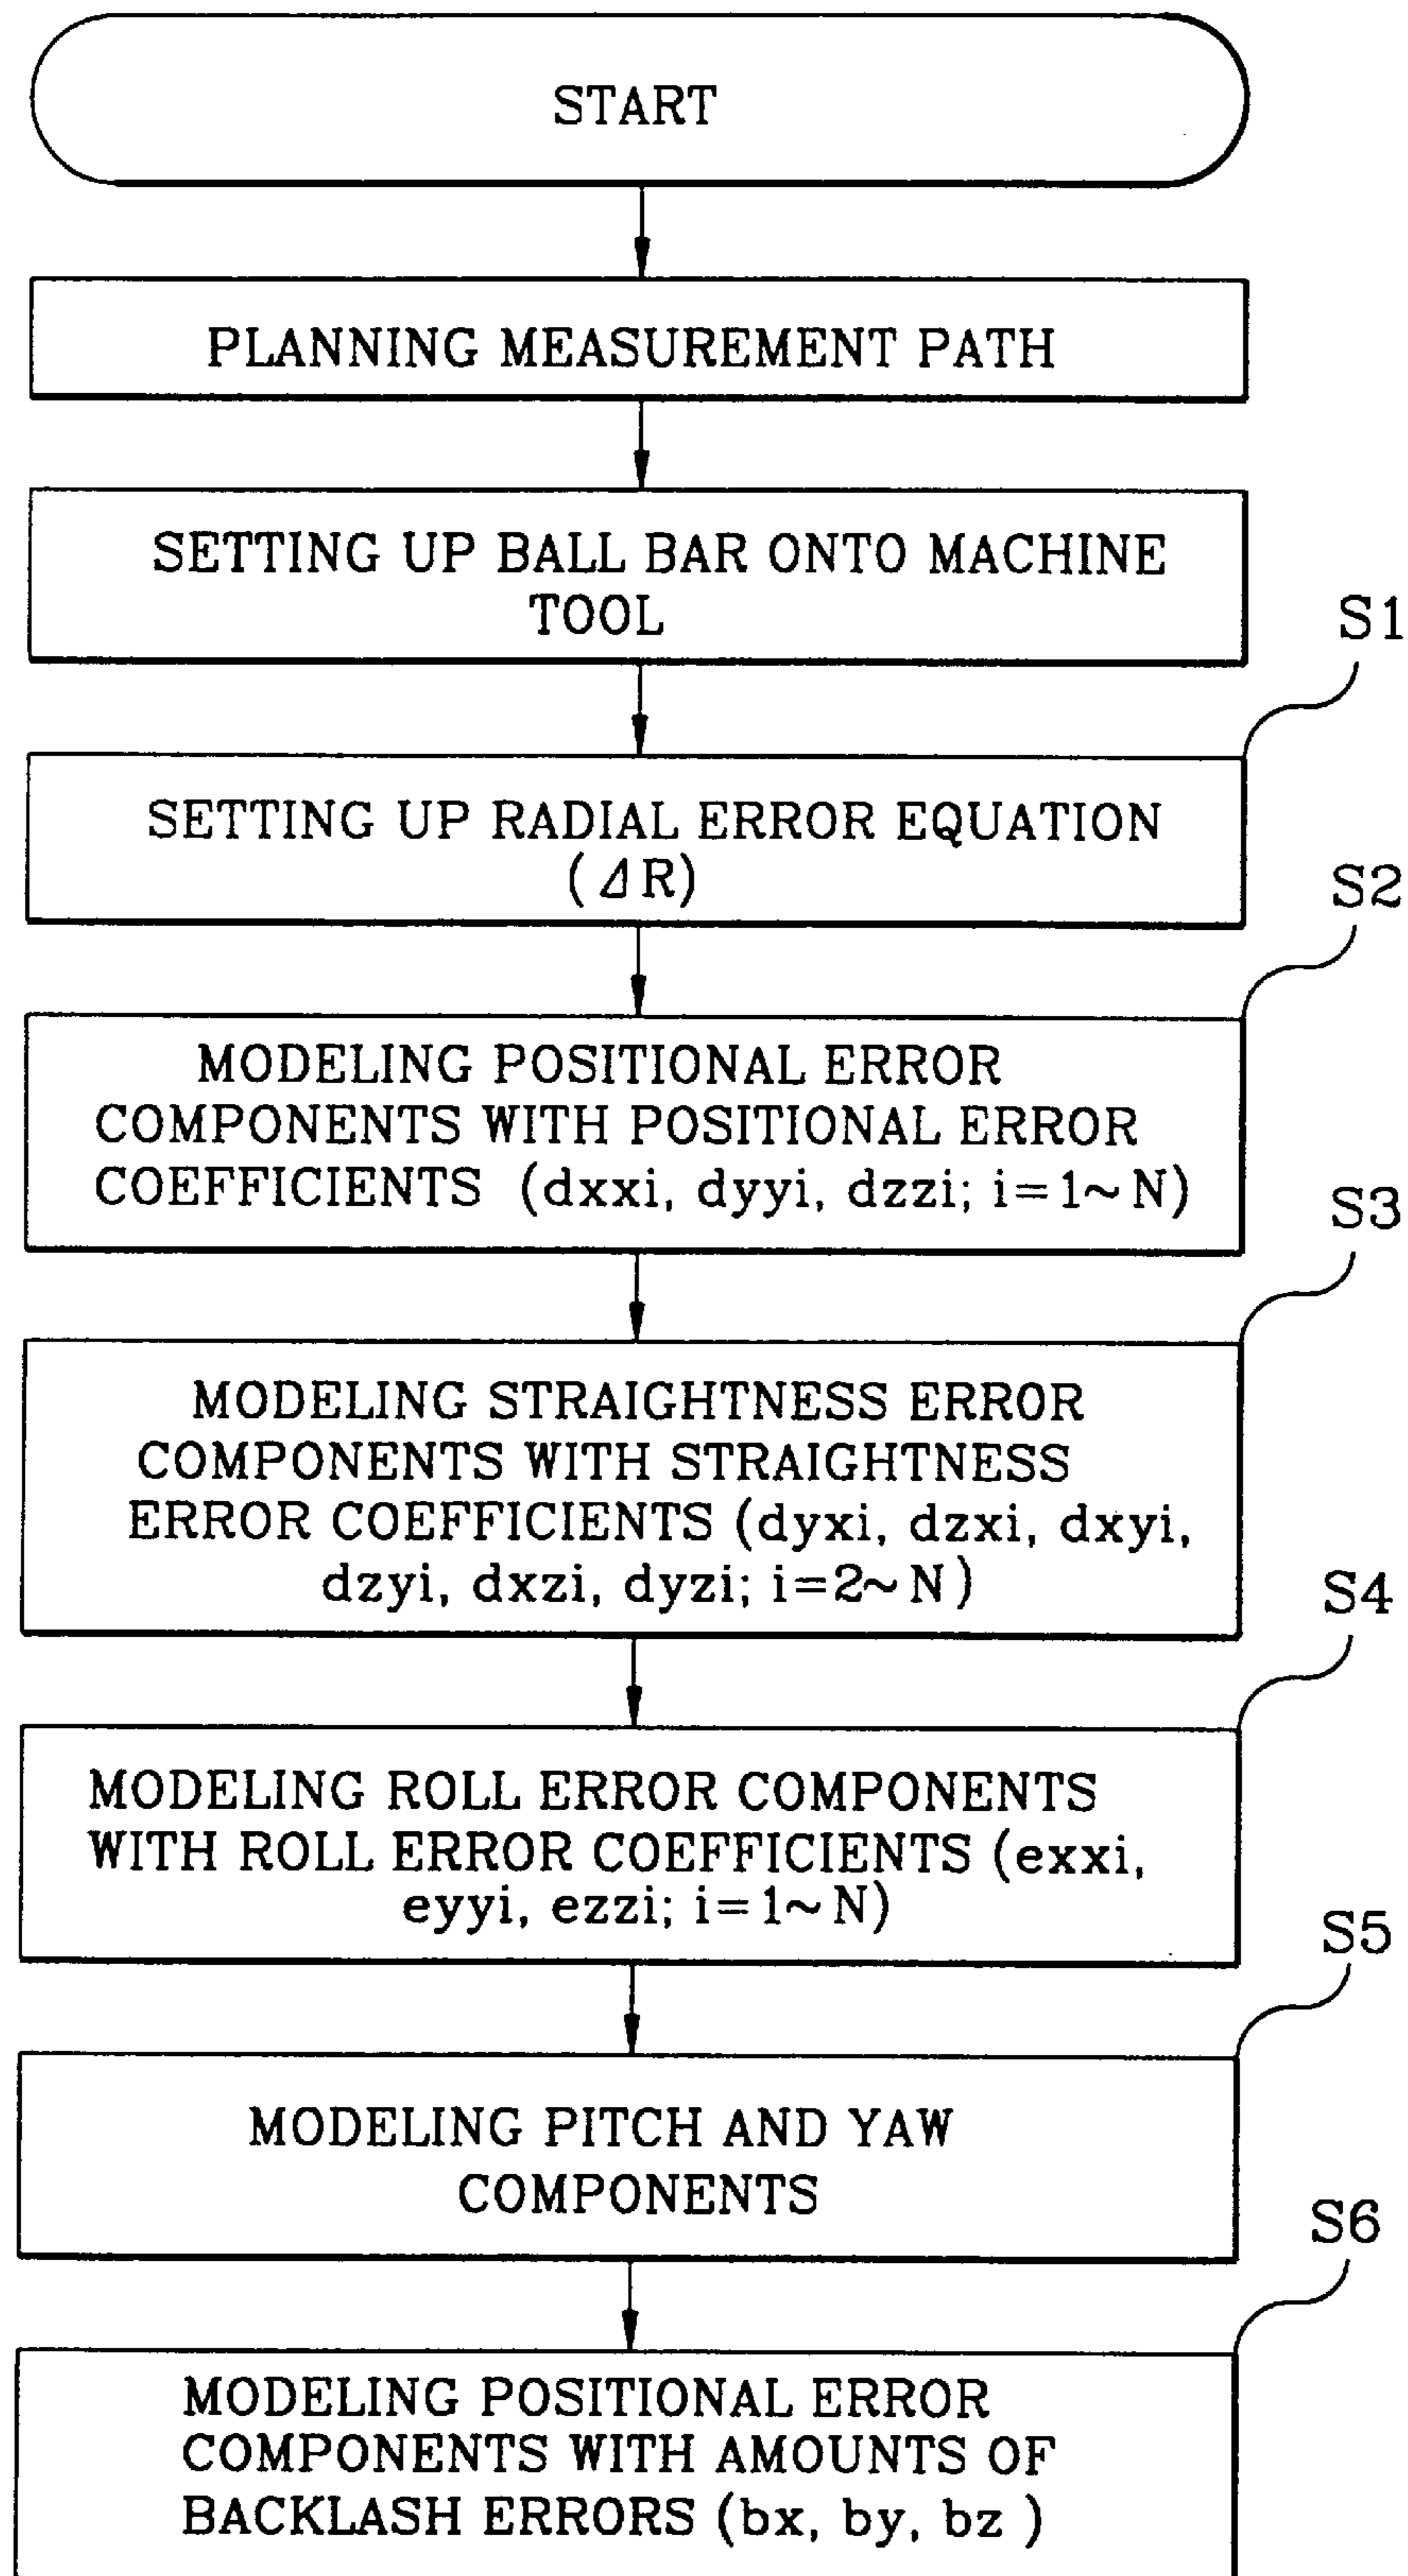 START
PLANNING MEASUREMENT PATH
SETTING UP BALL BAR ONTO MACHINE
TOOL
S1
SETTING UP RADIAL ERROR EQUATION
(⊿R)
S2
MODELING POSITIONAL ERROR
COMPONENTS WITH POSITIONAL ERROR
COEFFICIENTS (dxxi, dyyi, dzzi; i=1~N)
S3
MODELING STRAIGHTNESS ERROR
COMPONENTS WITH STRAIGHTNESS
ERROR COEFFICIENTS (dyxi, dzxi, dxyi,
dzyi, dxzi, dyzi; i=2~N)
S4
MODELING ROLL ERROR COMPONENTS
WITH ROLL ERROR COEFFICIENTS (exxi,
eyyi, ezzi; i=1~N)
S5
MODELING PITCH AND YAW
COMPONENTS
S6
MODELING POSITIONAL ERROR
COMPONENTS WITH AMOUNTS OF
BACKLASH ERRORS (bx, by, bz )